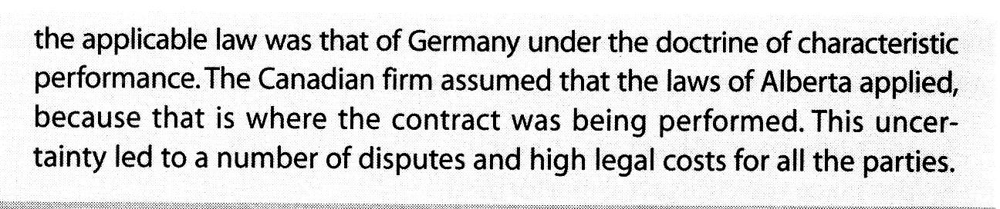 the applicable law was that of Germany under the doctrine of characteristic
performance. The Canadian firm assumed that the laws of Alberta applied,
because that is where the contract was being performed. This uncer-
tainty led to a number of disputes and high legal costs for all the parties.